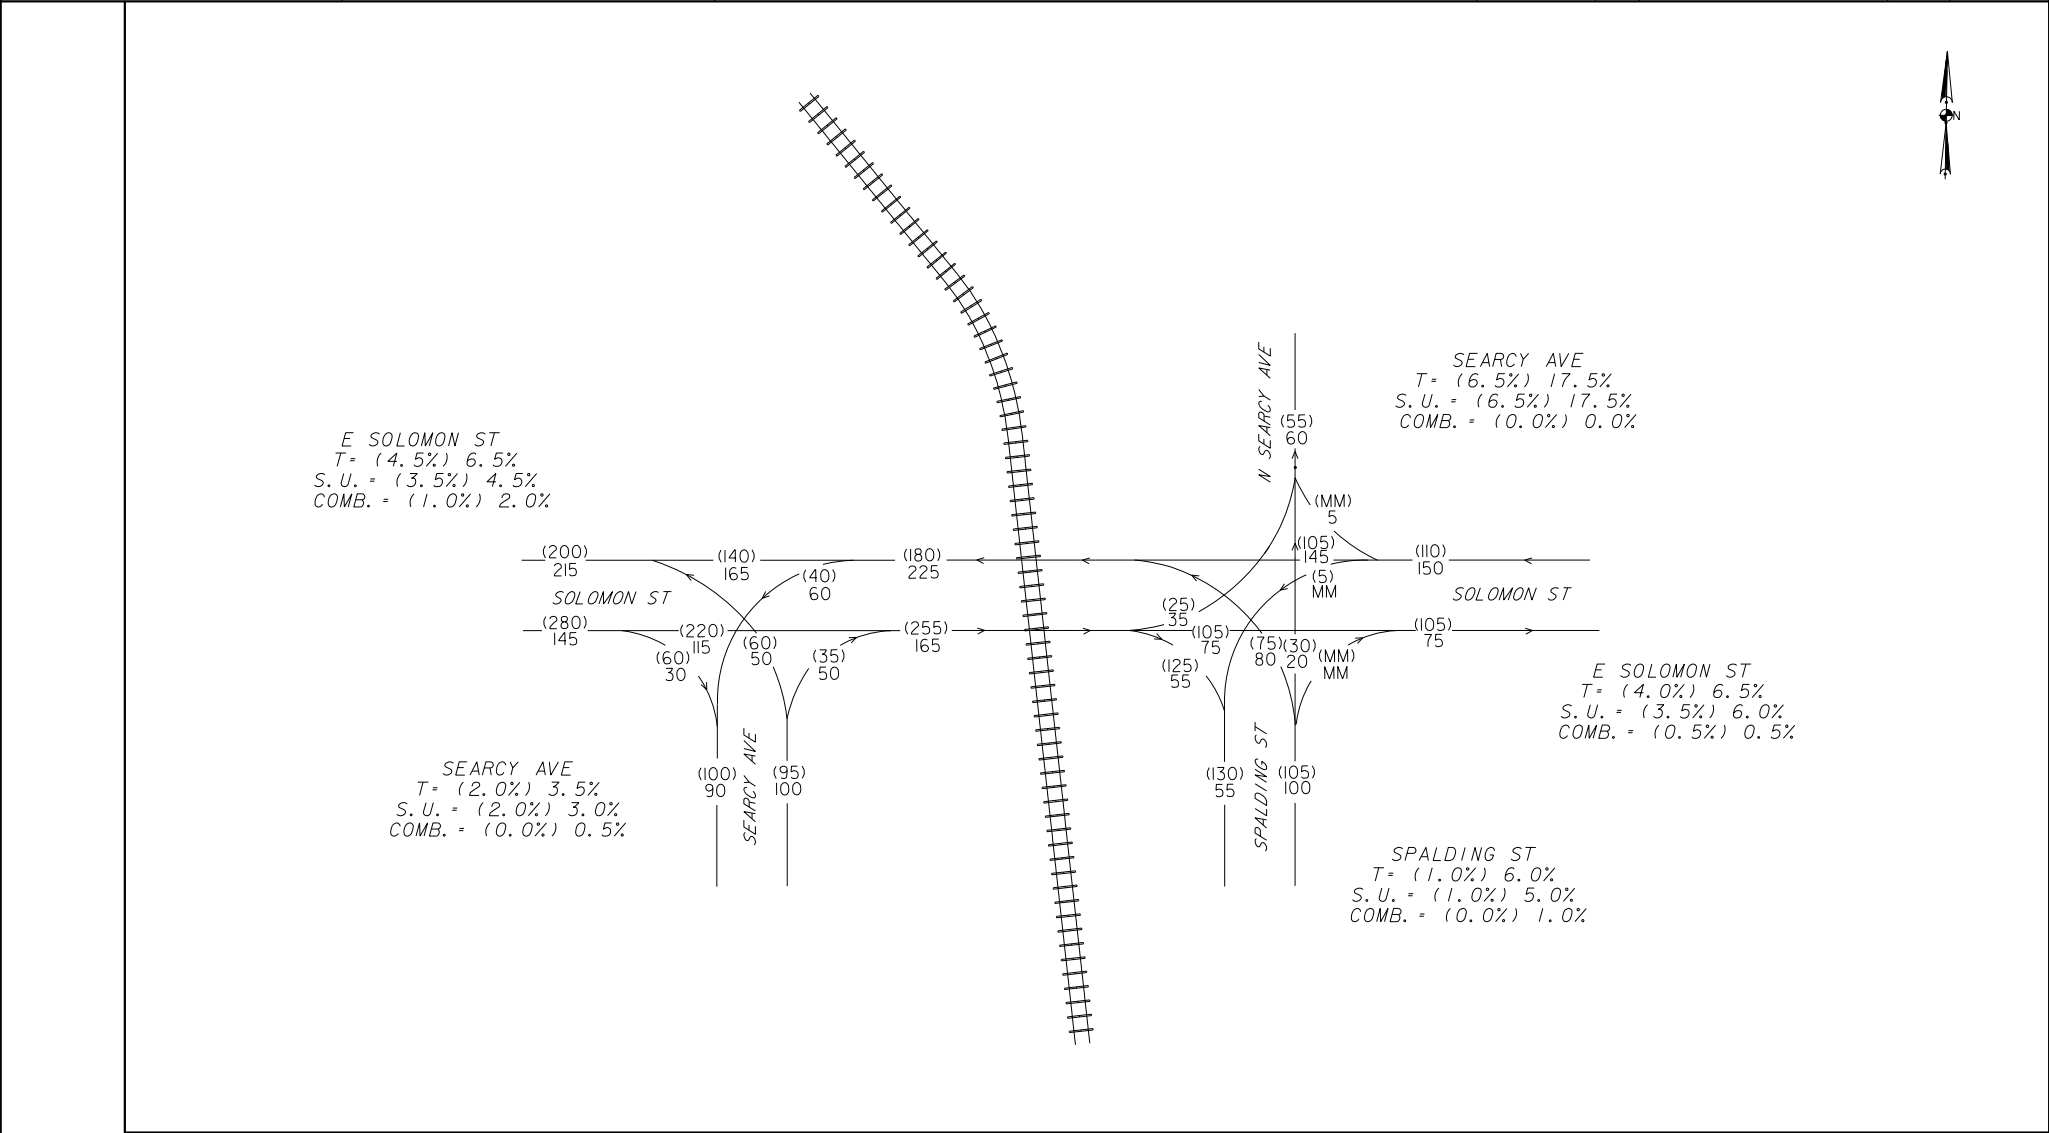 N
SEARCY AVE
T= (6.5%) 17.5%
S.U.= (6.5%) 17.5%
COMB.= (0.0%) 0.0%
N SEARCY AVE
(55)
60
E SOLOMON ST
T= (4.5%) 6.5%
S.U.= (3.5%) 4.5%
COMB.= (1.0%) 2.0%
(MM)
5
(200)
215
(140)
165
(40)
60
(180)
225
(105)
145
(110)
150
(5)
MM
SOLOMON ST
SOLOMON ST
(280)
145
(220)
115
(60)
30
(60)
50
(35)
50
(255)
165
(25)
35
(105)
75
(125)
55
(75)
80
(30)
20
(MM)
MM
(105)
75
E SOLOMON ST
T= (4.0%) 6.5%
S.U.= (3.5%) 6.0%
COMB.= (0.5%) 0.5%
SEARCY AVE
T= (2.0%) 3.5%
S.U.= (2.0%) 3.0%
COMB.= (0.0%) 0.5%
(100)
90
SEARCY AVE
(95)
100
(130)
55
SPALDING ST
(105)
100
SPALDING ST
T= (1.0%) 6.0%
S.U.= (1.0%) 5.0%
COMB.= (0.0%) 1.0%